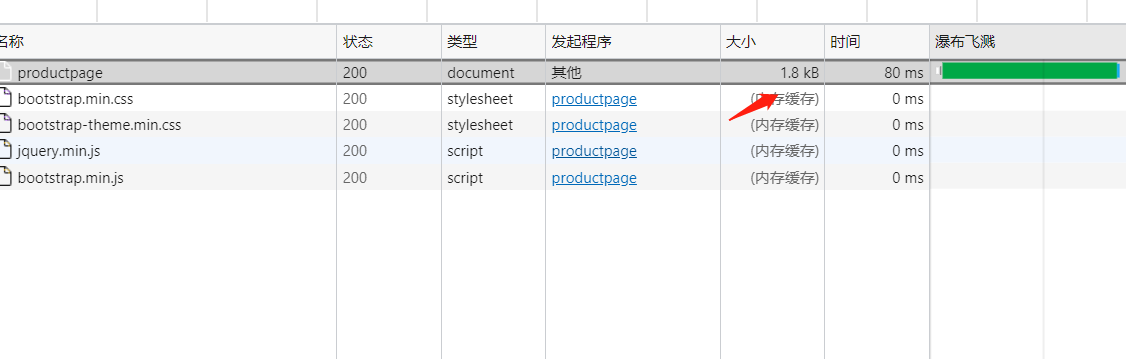 名称 状态 类型 发起程序 大小 时间 瀑布飞溅
productpage 200 document 其他 1.8 kB 80 ms
bootstrap.min.css 200 stylesheet productpage (内存缓存) 0 ms
bootstrap-theme.min.css 200 stylesheet productpage (内存缓存) 0 ms
jquery.min.js 200 script productpage (内存缓存) 0 ms
bootstrap.min.js 200 script productpage (内存缓存) 0 ms